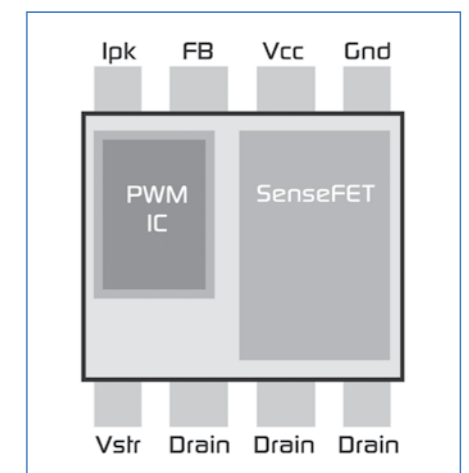 Ipk FB Vcc Gnd
PWM
IC
SenseFET
Vstr Drain Drain Drain